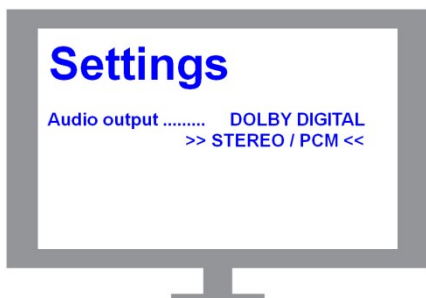 Settings
Audio output ......... DOLBY DIGITAL
>> STEREO / PCM <<